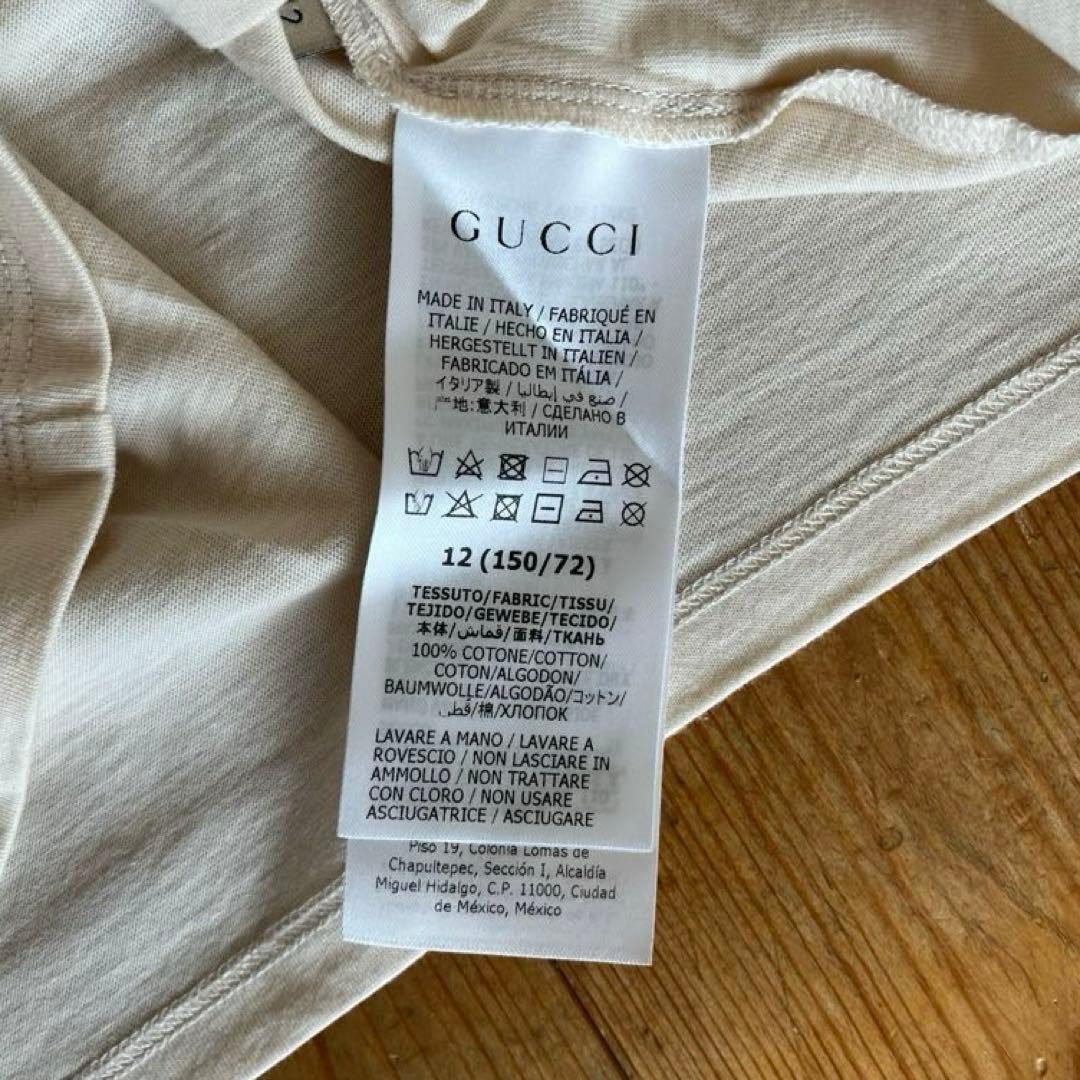 2
GUCCI
MADE IN ITALY / FABRIQUÉ EN
ITALIE / HECHO EN ITALIA /
HERGESTELLT IN ITALIEN /
FABRICADO EM ITÁLIA /
イタリア製 / صنع في إيطاليا /
地:意大利 / СДЕЛАНО В
ИТАЛИИ
12 (150/72)
TESSUTO/FABRIC/TISSU/
TEJIDO/GEWEBE/TECIDO/
本体/قماش/面料/ТКАНЬ
100% COTONE/COTTON/
COTON/ALGODON/
BAUMWOLLE/ALGODÃO/コットン/
قطن/棉/ХЛОПОК
LAVARE A MANO / LAVARE A
ROVESCIO / NON LASCIARE IN
AMMOLLO / NON TRATTARE
CON CLORO / NON USARE
ASCIUGATRICE / ASCIUGARE
Piso 19, Colonia Lomas de
Chapultepec, Sección I, Alcaldía
Miguel Hidalgo, C.P. 11000, Ciudad
de México, México